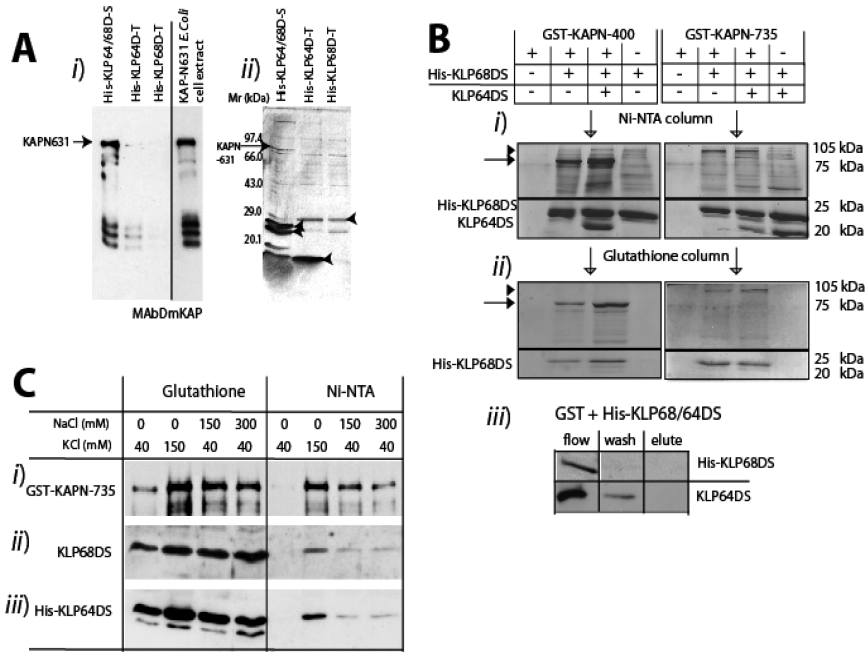 A
i)
His-KLP64/68D-S
His-KLP64D-T
His-KLP68D-T
KAP-N631 E.Coli
cell extract
KAPN631
MAbDmKAP
ii)
His-KLP64/68D-S
His-KLP64D-T
His-KLP68D-T
Mr (kDa)
97.4
KAPN
-631
66.0
43.0
29.0
20.1
B
GST-KAPN-400 GST-KAPN-735
+ + + - + + + -
His-KLP68DS - + + + - + + +
KLP64DS - - + - - - + +
i) Ni-NTA column
105 kDa
75 kDa
His-KLP68DS 25 kDa
KLP64DS 20 kDa
ii) Glutathione column
105 kDa
75 kDa
His-KLP68DS 25 kDa
20 kDa
iii) GST + His-KLP68/64DS
flow wash elute
His-KLP68DS
KLP64DS
C
Glutathione Ni-NTA
NaCl (mM) 0 0 150 300 0 0 150 300
KCl (mM) 40 150 40 40 40 150 40 40
i) GST-KAPN-735
ii) KLP68DS
iii) His-KLP64DS